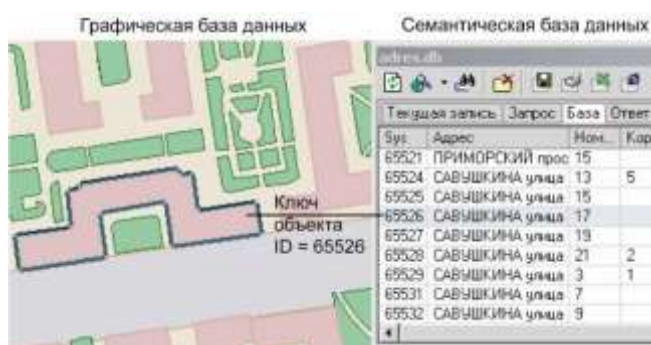 Графическая база данных
Семантическая база данных
adres.db
Текущая запись Запрос База Ответ
Sys Адрес Ном... Кор
65521 ПРИМОРСКИЙ прос 15
65524 САВУШКИНА улица 13 5
65525 САВУШКИНА улица 15
65526 САВУШКИНА улица 17
65527 САВУШКИНА улица 19
65528 САВУШКИНА улица 21 2
65529 САВУШКИНА улица 3 1
65531 САВУШКИНА улица 7
65532 САВУШКИНА улица 9
Ключ
объекта
ID = 65526